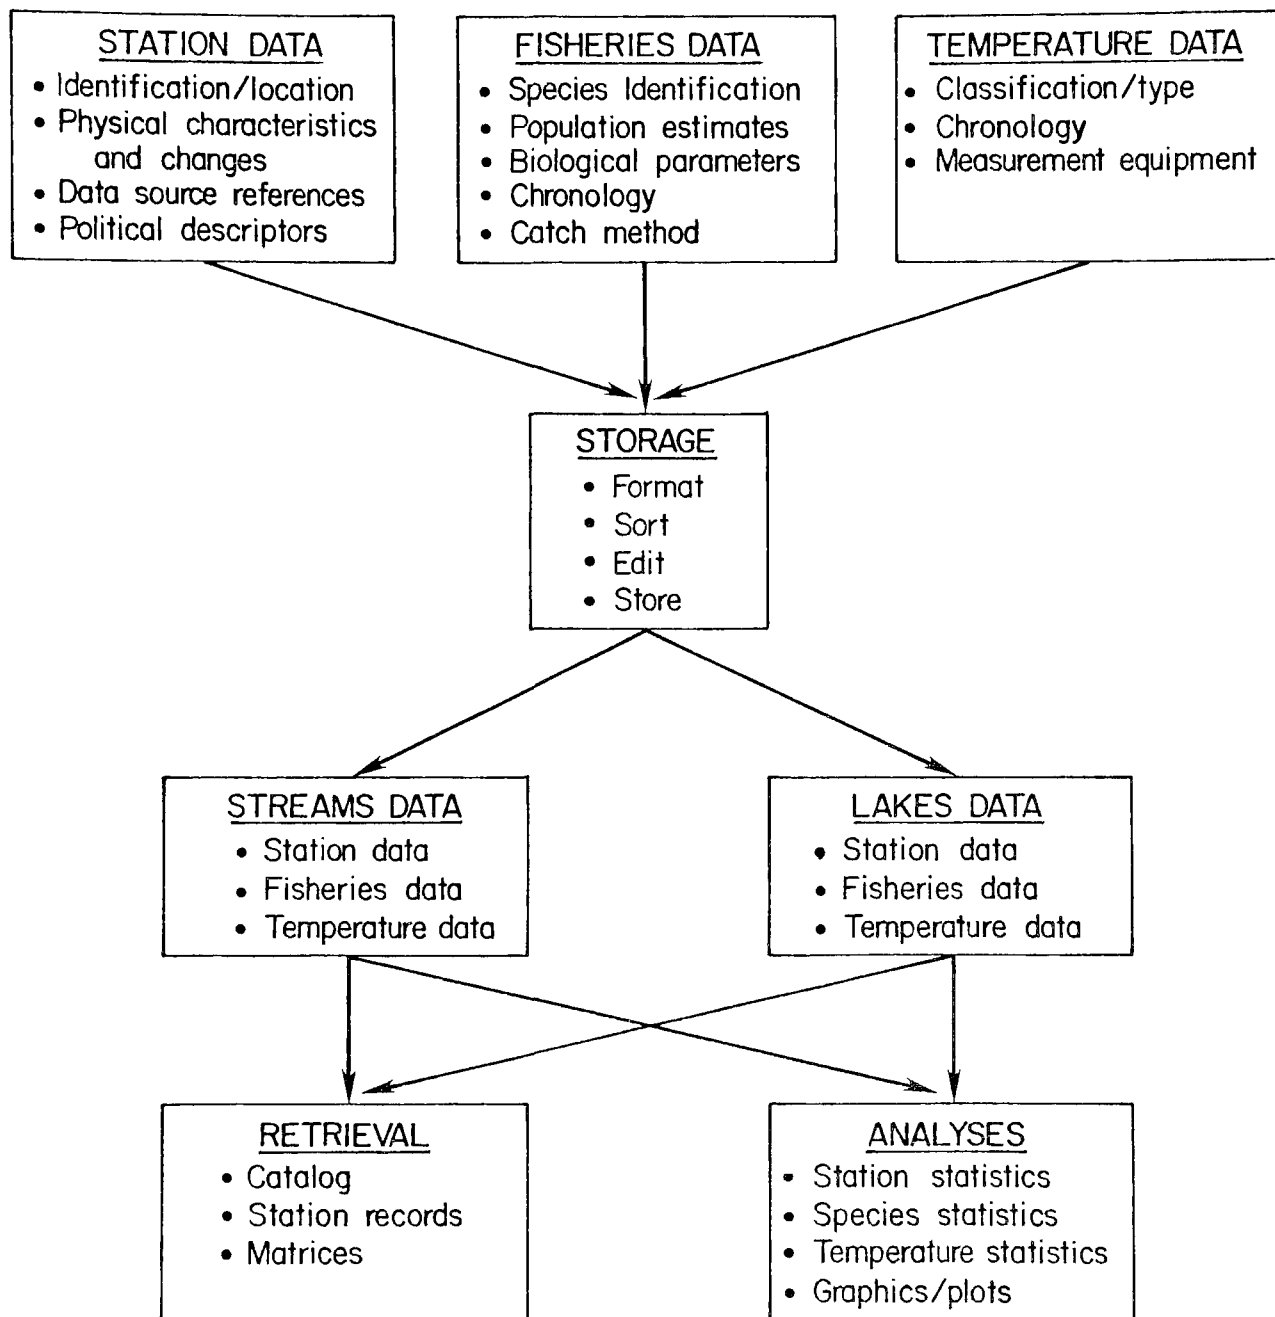 STATION DATA
• Identification/location
• Physical characteristics
and changes
• Data source references
• Political descriptors
FISHERIES DATA
• Species Identification
• Population estimates
• Biological parameters
• Chronology
• Catch method
TEMPERATURE DATA
• Classification/type
• Chronology
• Measurement equipment
STORAGE
• Format
• Sort
• Edit
• Store
STREAMS DATA
• Station data
• Fisheries data
• Temperature data
LAKES DATA
• Station data
• Fisheries data
• Temperature data
RETRIEVAL
• Catalog
• Station records
• Matrices
ANALYSES
• Station statistics
• Species statistics
• Temperature statistics
• Graphics/plots